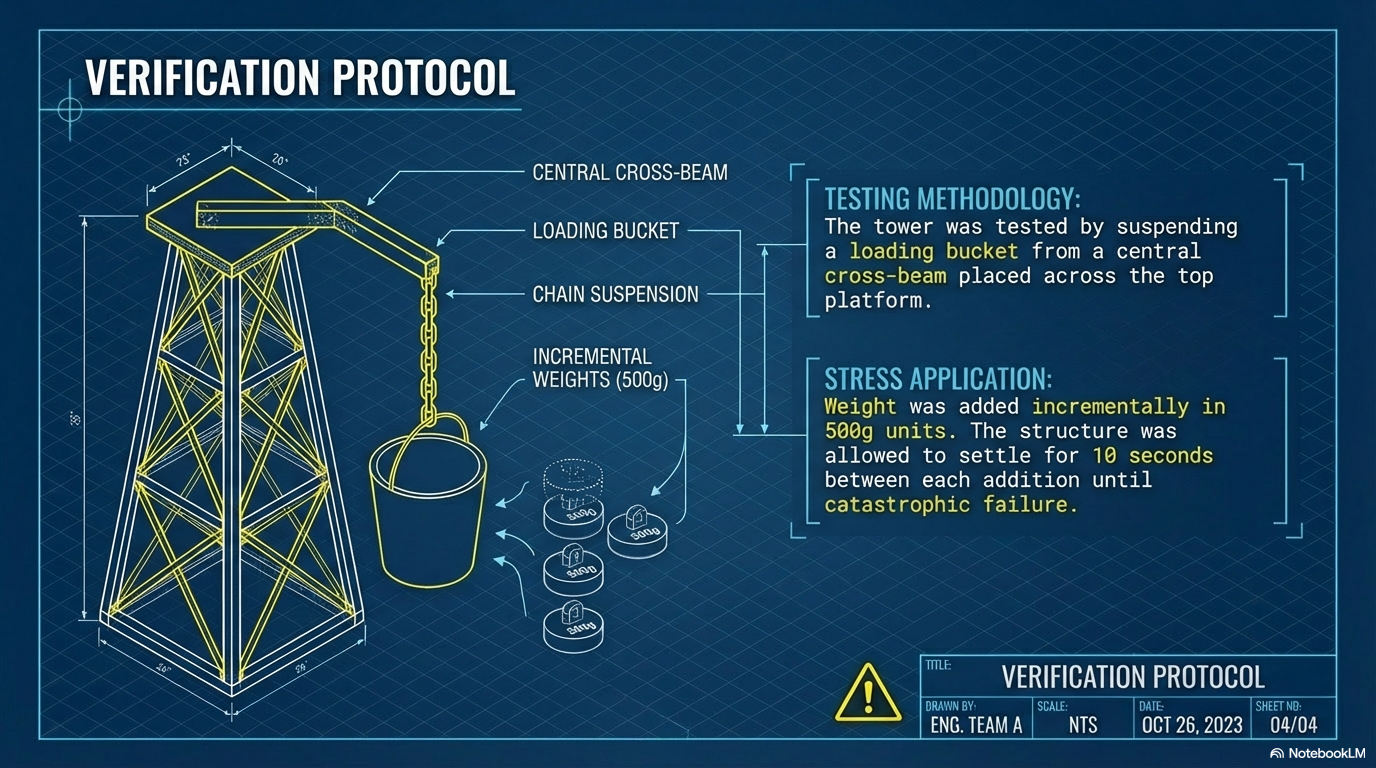 VERIFICATION PROTOCOL
20"
CENTRAL CROSS-BEAM
LOADING BUCKET
CHAIN SUSPENSION
INCREMENTAL
WEIGHTS (500g)
500g
TESTING METHODOLOGY:
The tower was tested by suspending
a loading bucket from a central
cross-beam placed across the top
platform.
STRESS APPLICATION:
Weight was added incrementally in
500g units. The structure was
allowed to settle for 10 seconds
between each addition until
catastrophic failure.
TITLE:
VERIFICATION PROTOCOL
DRAWN BY:
ENG. TEAM A
SCALE:
NTS
DATE:
OCT 26, 2023
SHEET NO:
04/04
NotebookLM